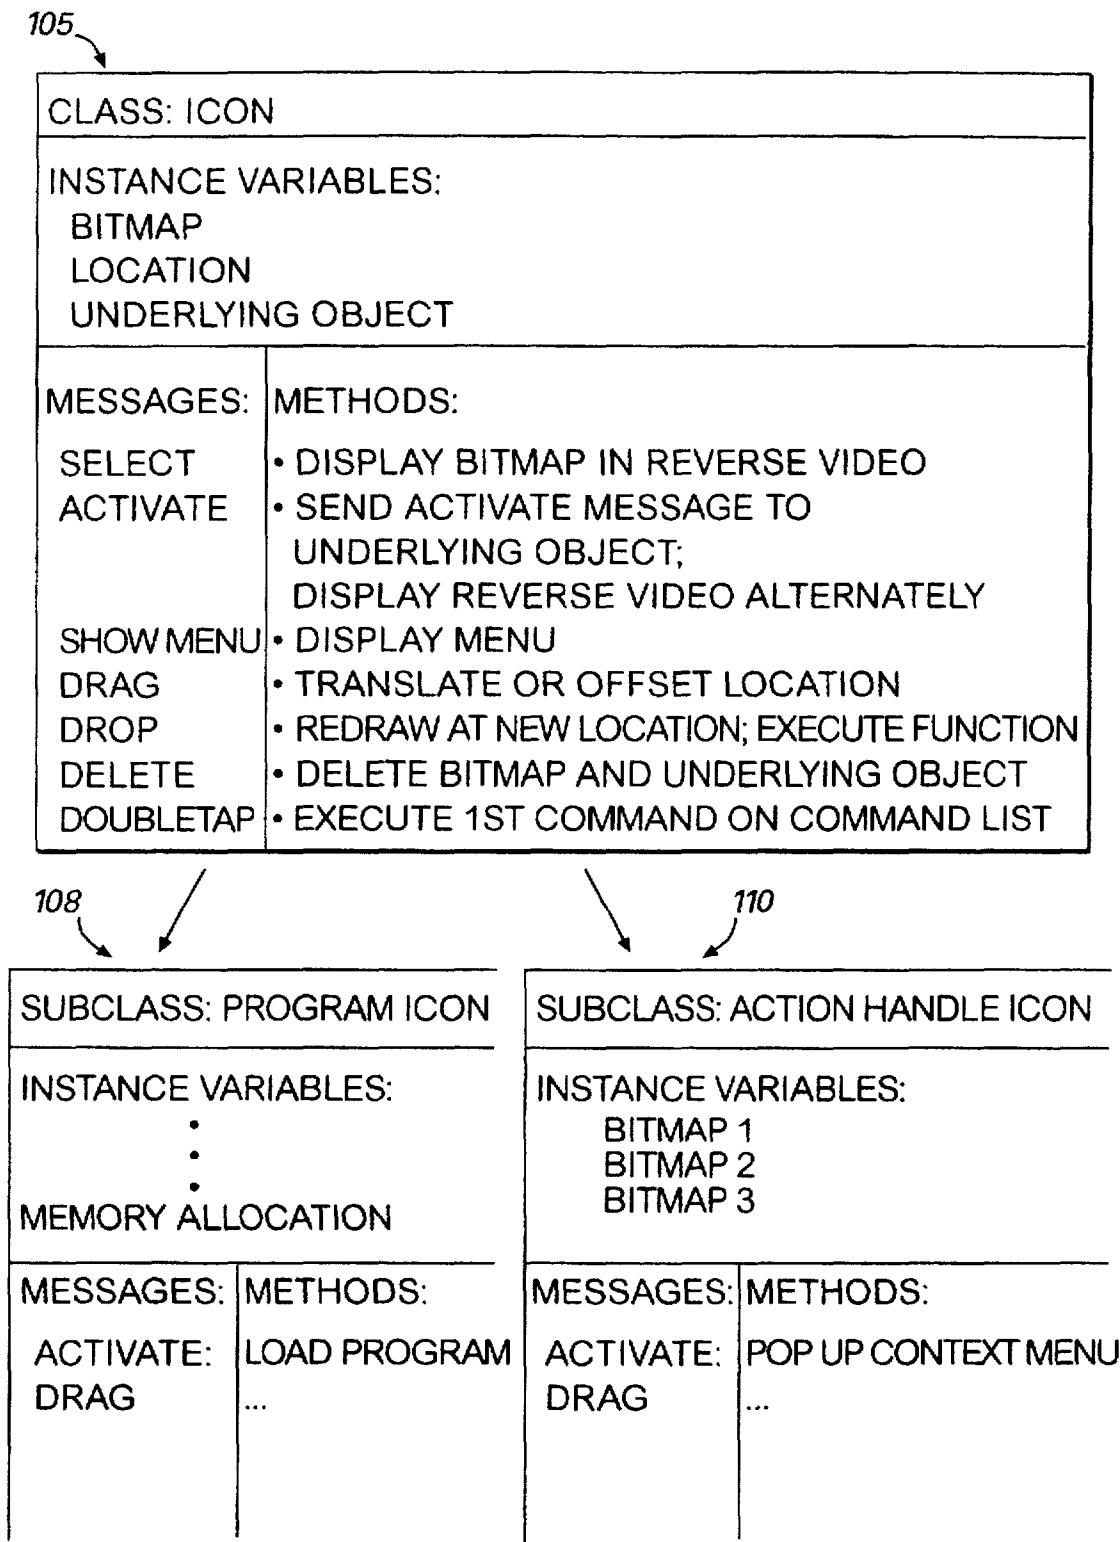 105
CLASS: ICON
INSTANCE VARIABLES:
BITMAP
LOCATION
UNDERLYING OBJECT
MESSAGES: METHODS:
SELECT • DISPLAY BITMAP IN REVERSE VIDEO
ACTIVATE • SEND ACTIVATE MESSAGE TO
UNDERLYING OBJECT;
DISPLAY REVERSE VIDEO ALTERNATELY
SHOW MENU • DISPLAY MENU
DRAG • TRANSLATE OR OFFSET LOCATION
DROP • REDRAW AT NEW LOCATION; EXECUTE FUNCTION
DELETE • DELETE BITMAP AND UNDERLYING OBJECT
DOUBLETAP • EXECUTE 1ST COMMAND ON COMMAND LIST
108
SUBCLASS: PROGRAM ICON
INSTANCE VARIABLES:
•
•
•
MEMORY ALLOCATION
MESSAGES: METHODS:
ACTIVATE: LOAD PROGRAM
DRAG ...
110
SUBCLASS: ACTION HANDLE ICON
INSTANCE VARIABLES:
BITMAP 1
BITMAP 2
BITMAP 3
MESSAGES: METHODS:
ACTIVATE: POP UP CONTEXT MENU
DRAG ...